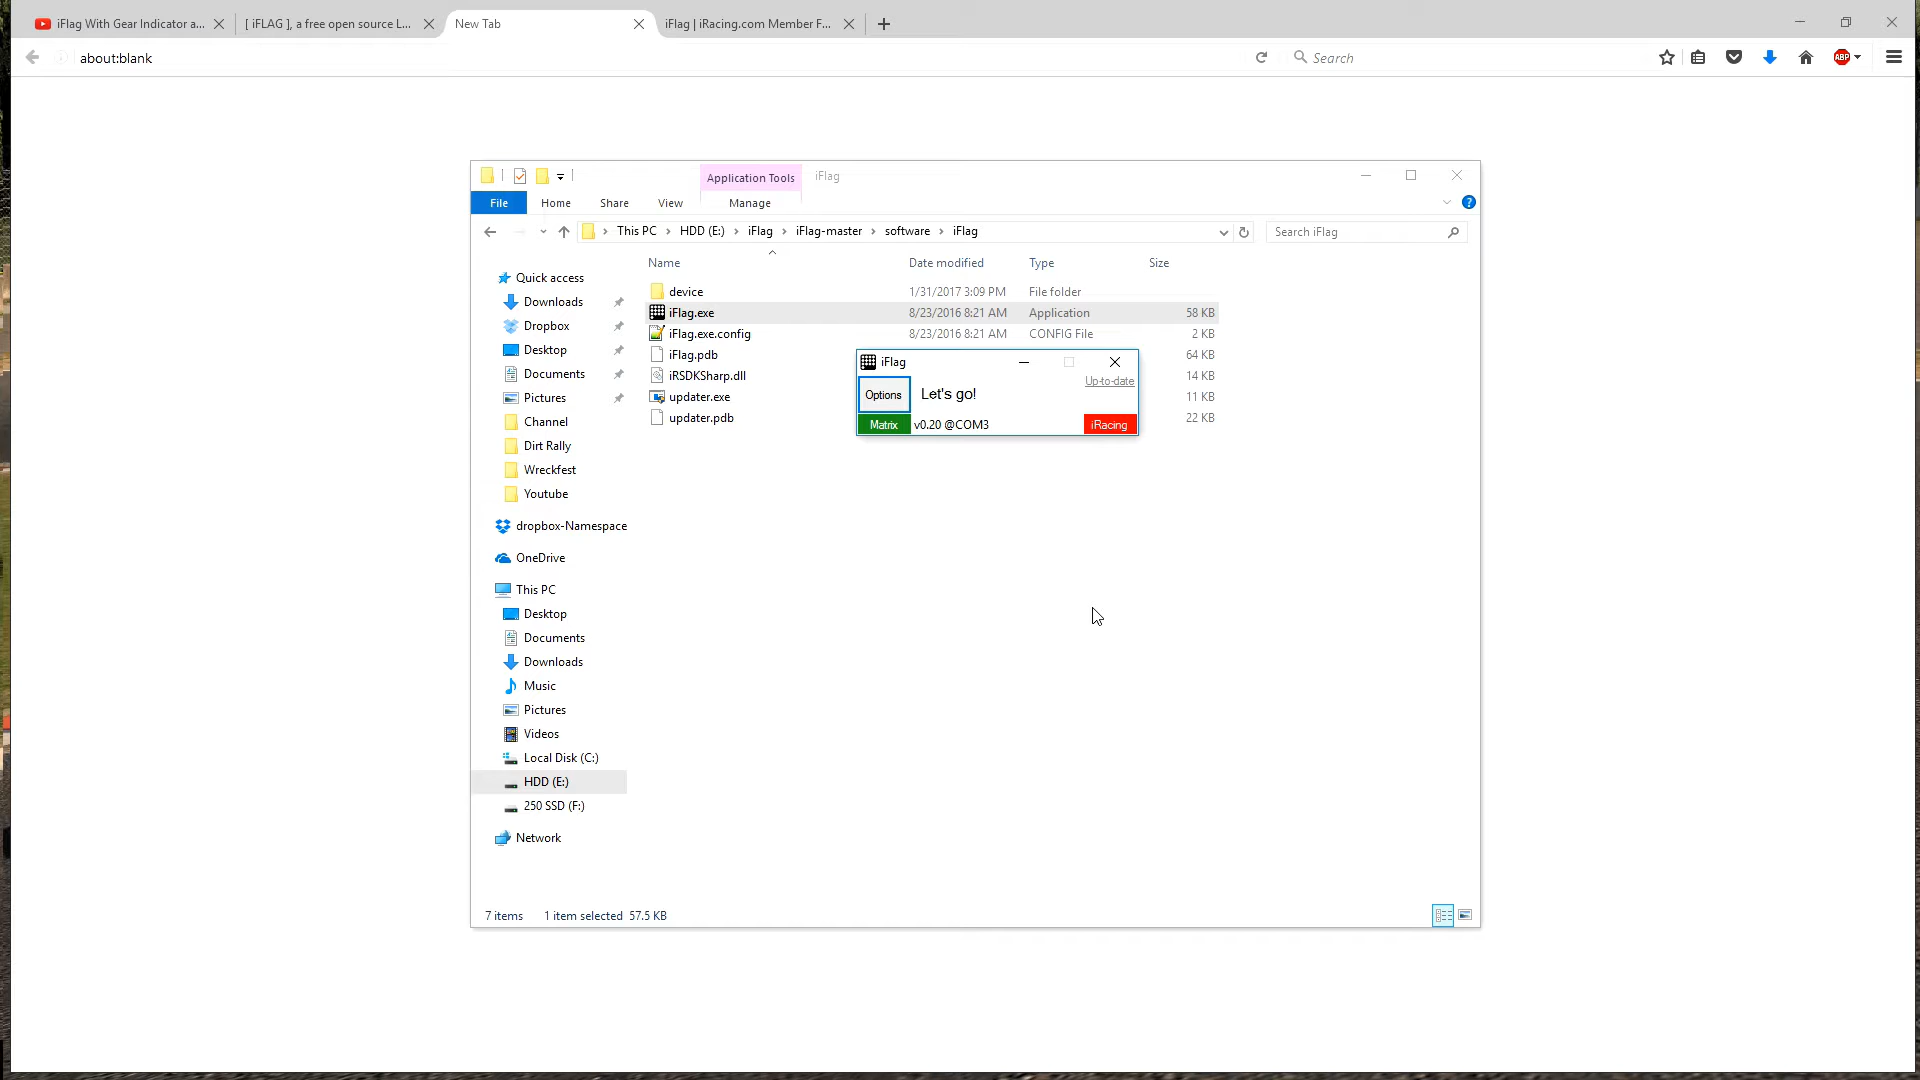 iFlag With Gear Indicator a...
[ iFLAG ], a free open source L...
New Tab
iFlag | iRacing.com Member F...
about:blank
Search
ABP
Application Tools
iFlag
File
Home
Share
View
Manage
This PC
HDD (E:)
iFlag
iFlag-master
software
iFlag
Search iFlag
Name
Date modified
Type
Size
Quick access
Downloads
Dropbox
Desktop
Documents
Pictures
Channel
Dirt Rally
Wreckfest
Youtube
dropbox-Namespace
OneDrive
This PC
Desktop
Documents
Downloads
Music
Pictures
Videos
Local Disk (C:)
HDD (E:)
250 SSD (F:)
Network
device 1/31/2017 3:09 PM File folder
iFlag.exe 8/23/2016 8:21 AM Application 58 KB
iFlag.exe.config 8/23/2016 8:21 AM CONFIG File 2 KB
iFlag.pdb 64 KB
iRSDKSharp.dll 14 KB
updater.exe 11 KB
updater.pdb 22 KB
iFlag
Up-to-date
Options
Let's go!
Matrix
v0.20 @COM3
iRacing
7 items 1 item selected 57.5 KB